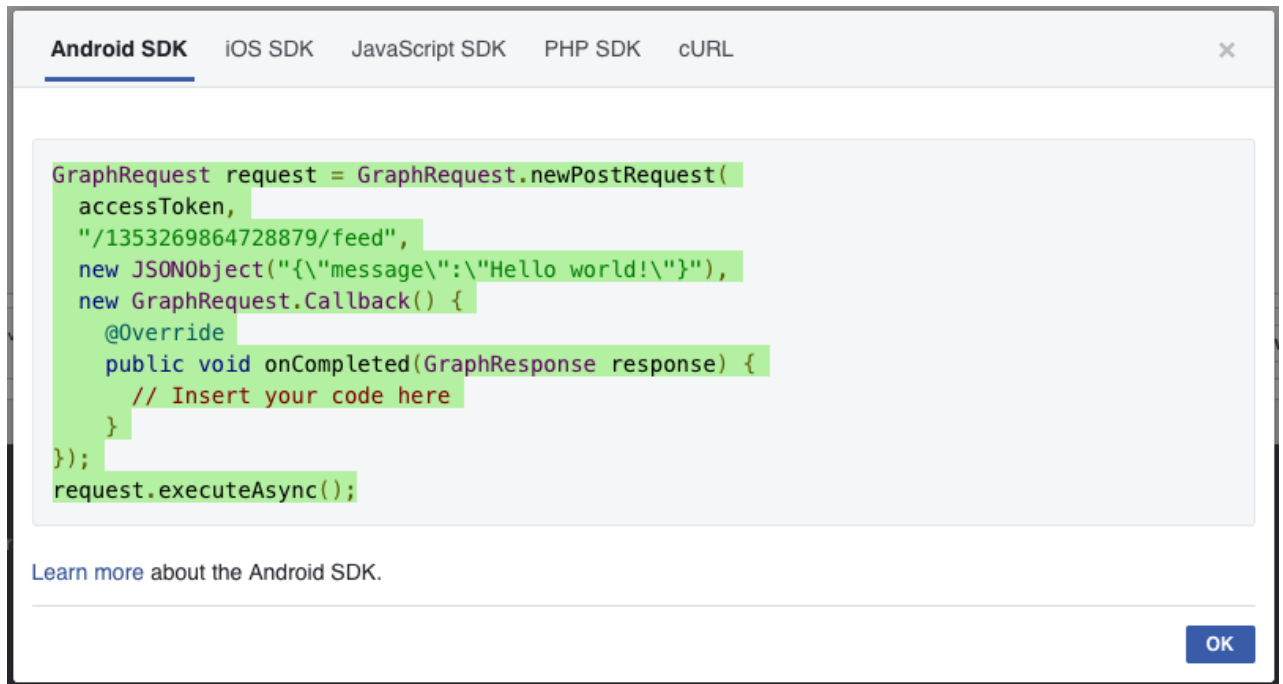 Android SDK iOS SDK JavaScript SDK PHP SDK cURL ×
GraphRequest request = GraphRequest.newPostRequest(
  accessToken,
  "/1353269864728879/feed",
  new JSONObject("{\"message\":\"Hello world!\"}"),
  new GraphRequest.Callback() {
    @Override
    public void onCompleted(GraphResponse response) {
      // Insert your code here
    }
});
request.executeAsync();
Learn more about the Android SDK.
OK